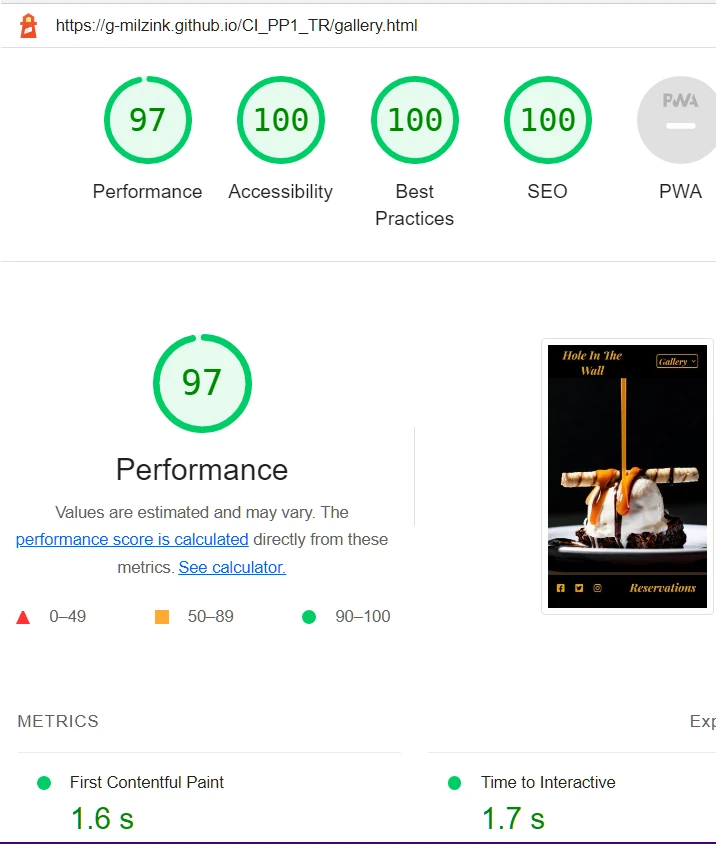 https://g-milzink.github.io/CI_PP1_TR/gallery.html
97
100
100
100
PWA
Performance
Accessibility
Best
Practices
SEO
PWA
97
Performance
Values are estimated and may vary. The
performance score is calculated directly from these
metrics. See calculator.
0–49
50–89
90–100
Hole In The
Wall
Gallery
Reservations
METRICS
Exp
First Contentful Paint
1.6 s
Time to Interactive
1.7 s